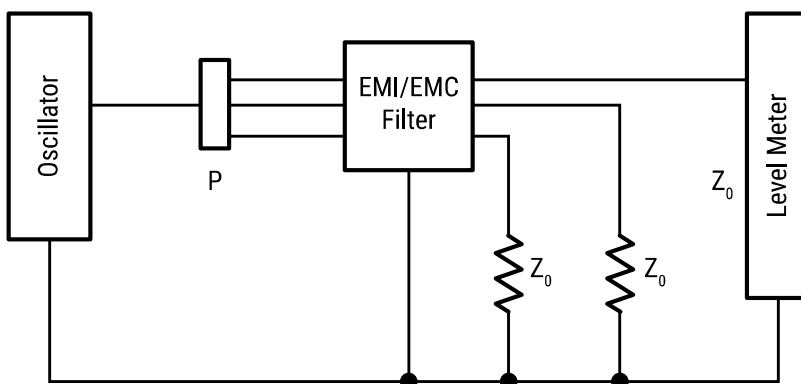 Oscillator
P
EMI/EMC
Filter
Z₀
Z₀
Z₀
Level Meter